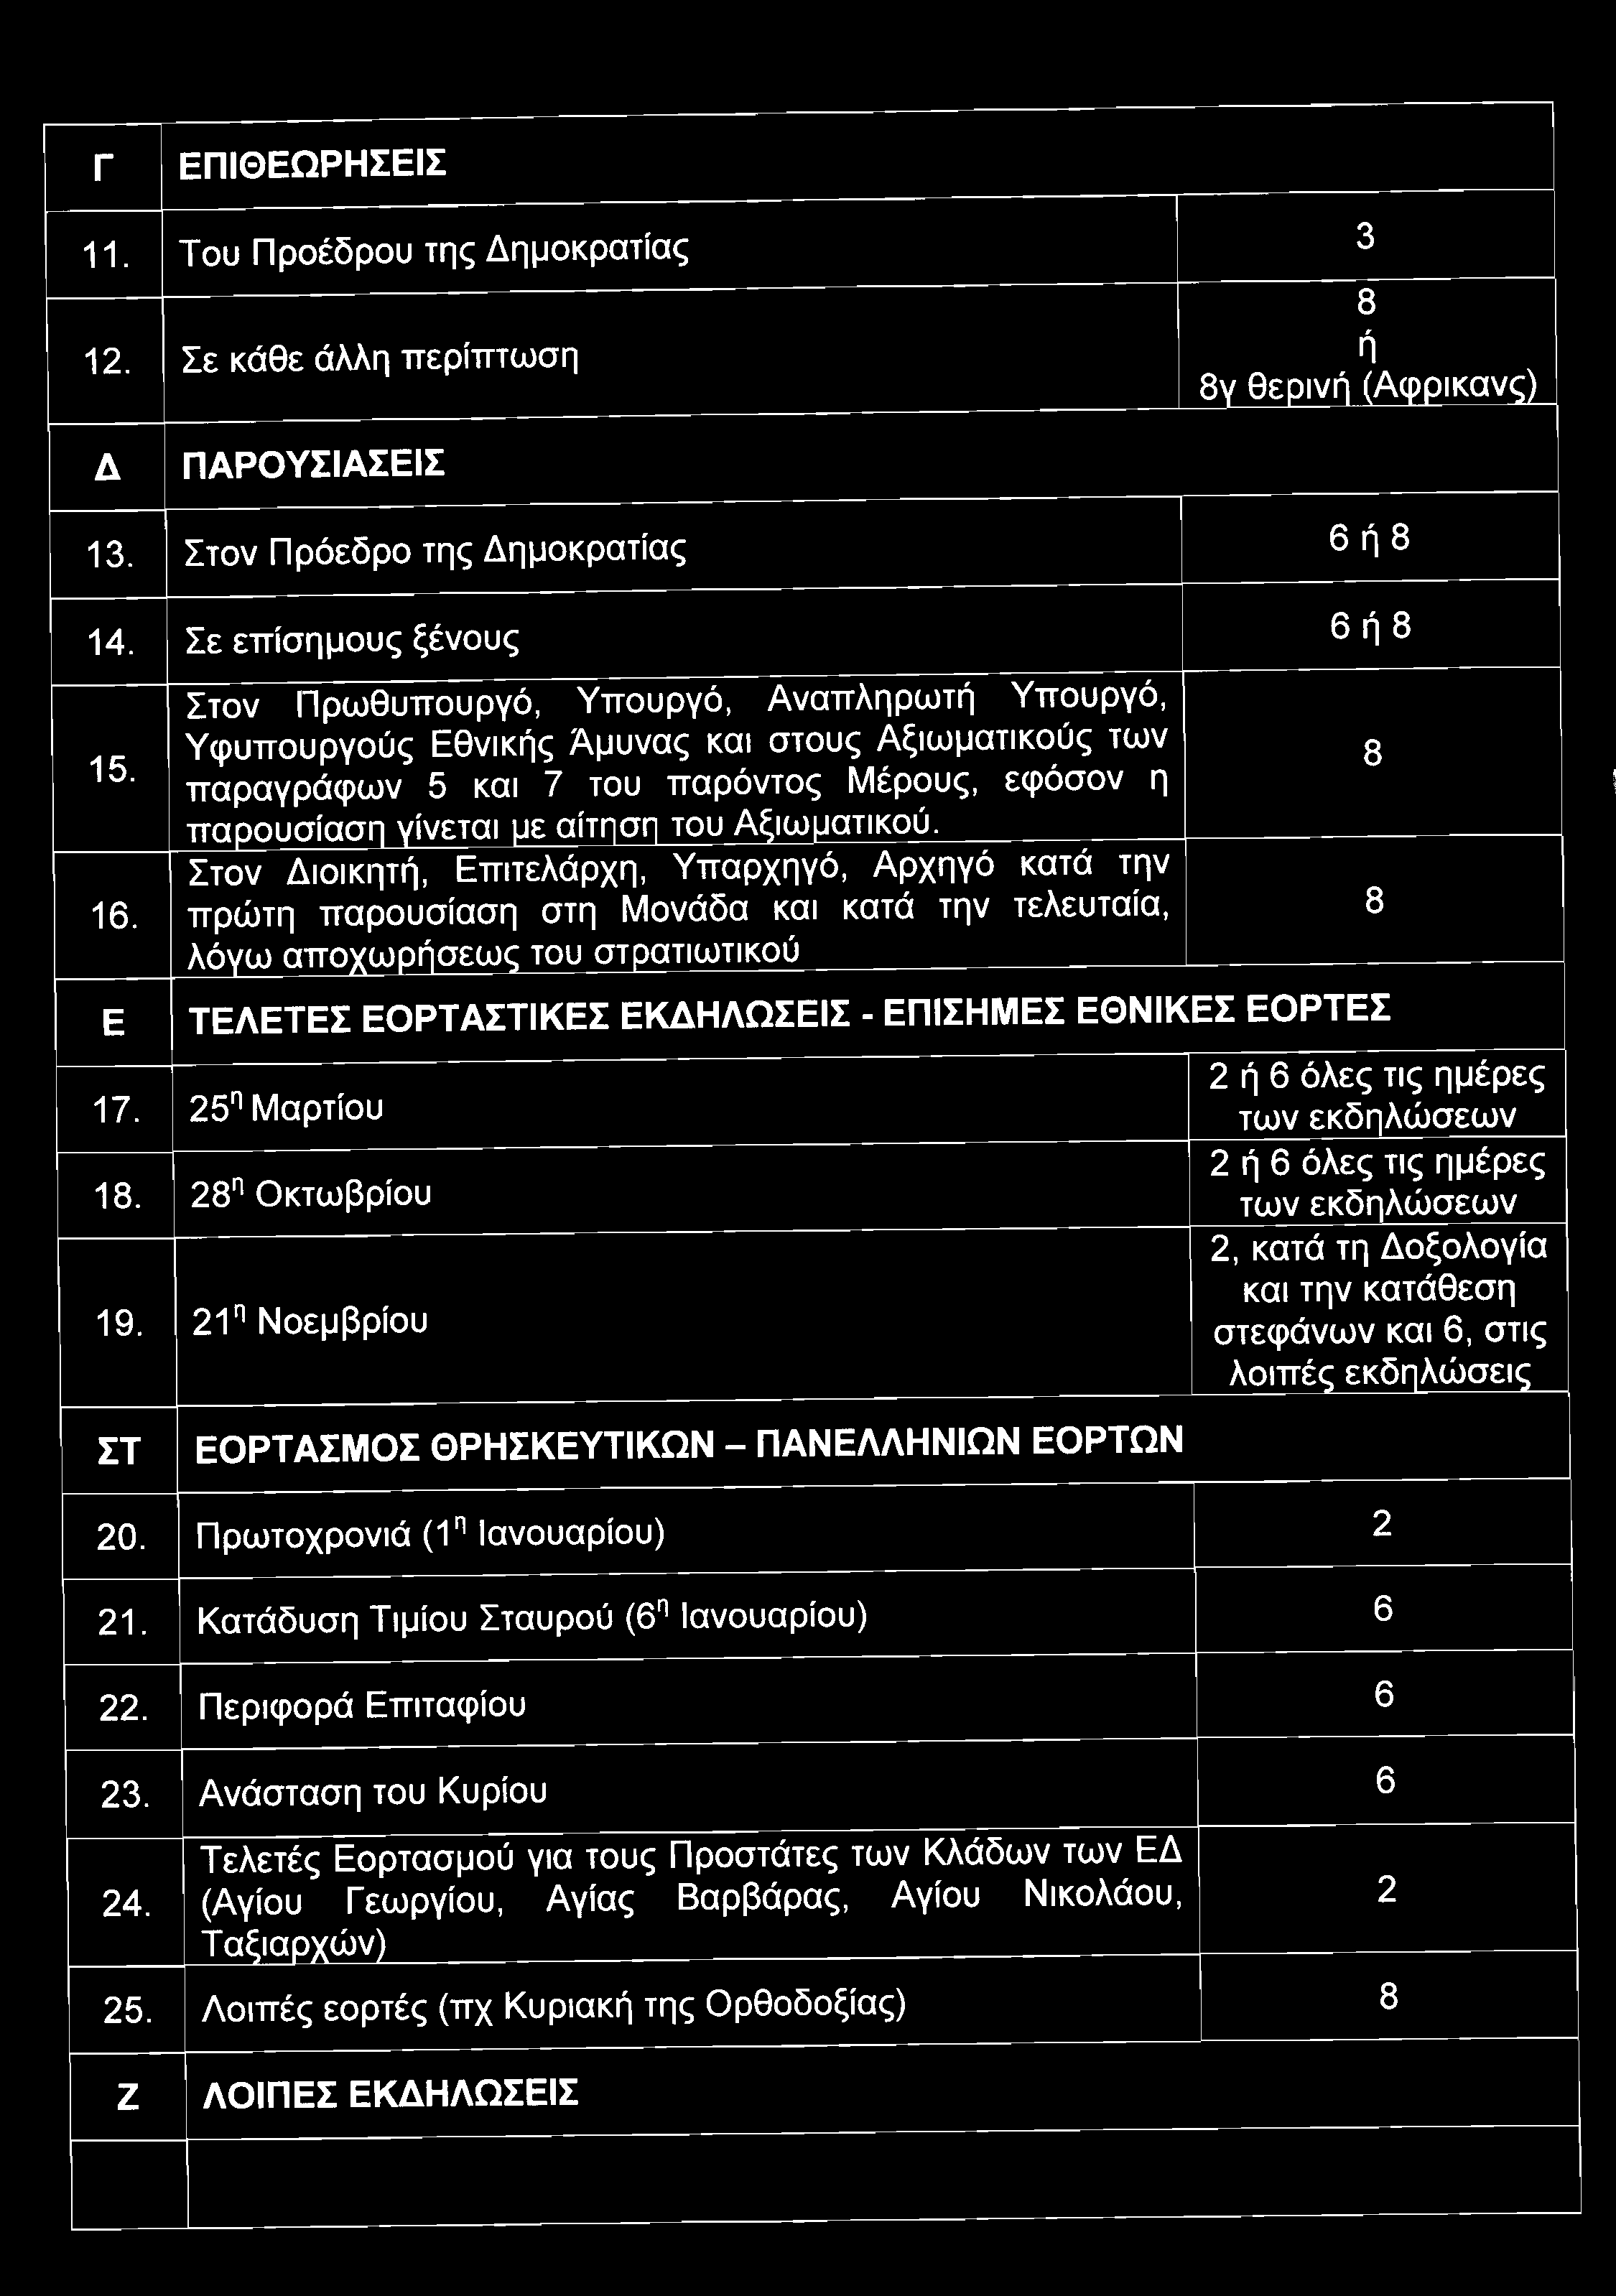 Γ ΕΠΙΘΕΩΡΗΣΕΙΣ
11. Του Προέδρου της Δημοκρατίας 3
8
12. Σε κάθε άλλη περίπτωση ή
8γ θερινή (Αφρικανς)
Δ ΠΑΡΟΥΣΙΑΣΕΙΣ
13. Στον Πρόεδρο της Δημοκρατίας 6 ή 8
14. Σε επίσημους ξένους 6 ή 8
Στον Πρωθυπουργό, Υπουργό, Αναπληρωτή Υπουργό,
15. Υφυπουργούς Εθνικής Άμυνας και στους Αξιωματικούς των 8
παραγράφων 5 και 7 του παρόντος Μέρους, εφόσον η
παρουσίαση γίνεται με αίτηση του Αξιωματικού.
Στον Διοικητή, Επιτελάρχη, Υπαρχηγό, Αρχηγό κατά την
16. πρώτη παρουσίαση στη Μονάδα και κατά την τελευταία, 8
λόγω αποχωρήσεως του στρατιωτικού
Ε ΤΕΛΕΤΕΣ ΕΟΡΤΑΣΤΙΚΕΣ ΕΚΔΗΛΩΣΕΙΣ - ΕΠΙΣΗΜΕΣ ΕΘΝΙΚΕΣ ΕΟΡΤΕΣ
17. 25η Μαρτίου 2 ή 6 όλες τις ημέρες
των εκδηλώσεων
18. 28η Οκτωβρίου 2 ή 6 όλες τις ημέρες
των εκδηλώσεων
19. 21η Νοεμβρίου 2, κατά τη Δοξολογία
και την κατάθεση
στεφάνων και 6, στις
λοιπές εκδηλώσεις
ΣΤ ΕΟΡΤΑΣΜΟΣ ΘΡΗΣΚΕΥΤΙΚΩΝ – ΠΑΝΕΛΛΗΝΙΩΝ ΕΟΡΤΩΝ
20. Πρωτοχρονιά (1η Ιανουαρίου) 2
21. Κατάδυση Τιμίου Σταυρού (6η Ιανουαρίου) 6
22. Περιφορά Επιταφίου 6
23. Ανάσταση του Κυρίου 6
Τελετές Εορτασμού για τους Προστάτες των Κλάδων των ΕΔ
24. (Αγίου Γεωργίου, Αγίας Βαρβάρας, Αγίου Νικολάου, 2
Ταξιαρχών)
25. Λοιπές εορτές (πχ Κυριακή της Ορθοδοξίας) 8
Ζ ΛΟΙΠΕΣ ΕΚΔΗΛΩΣΕΙΣ